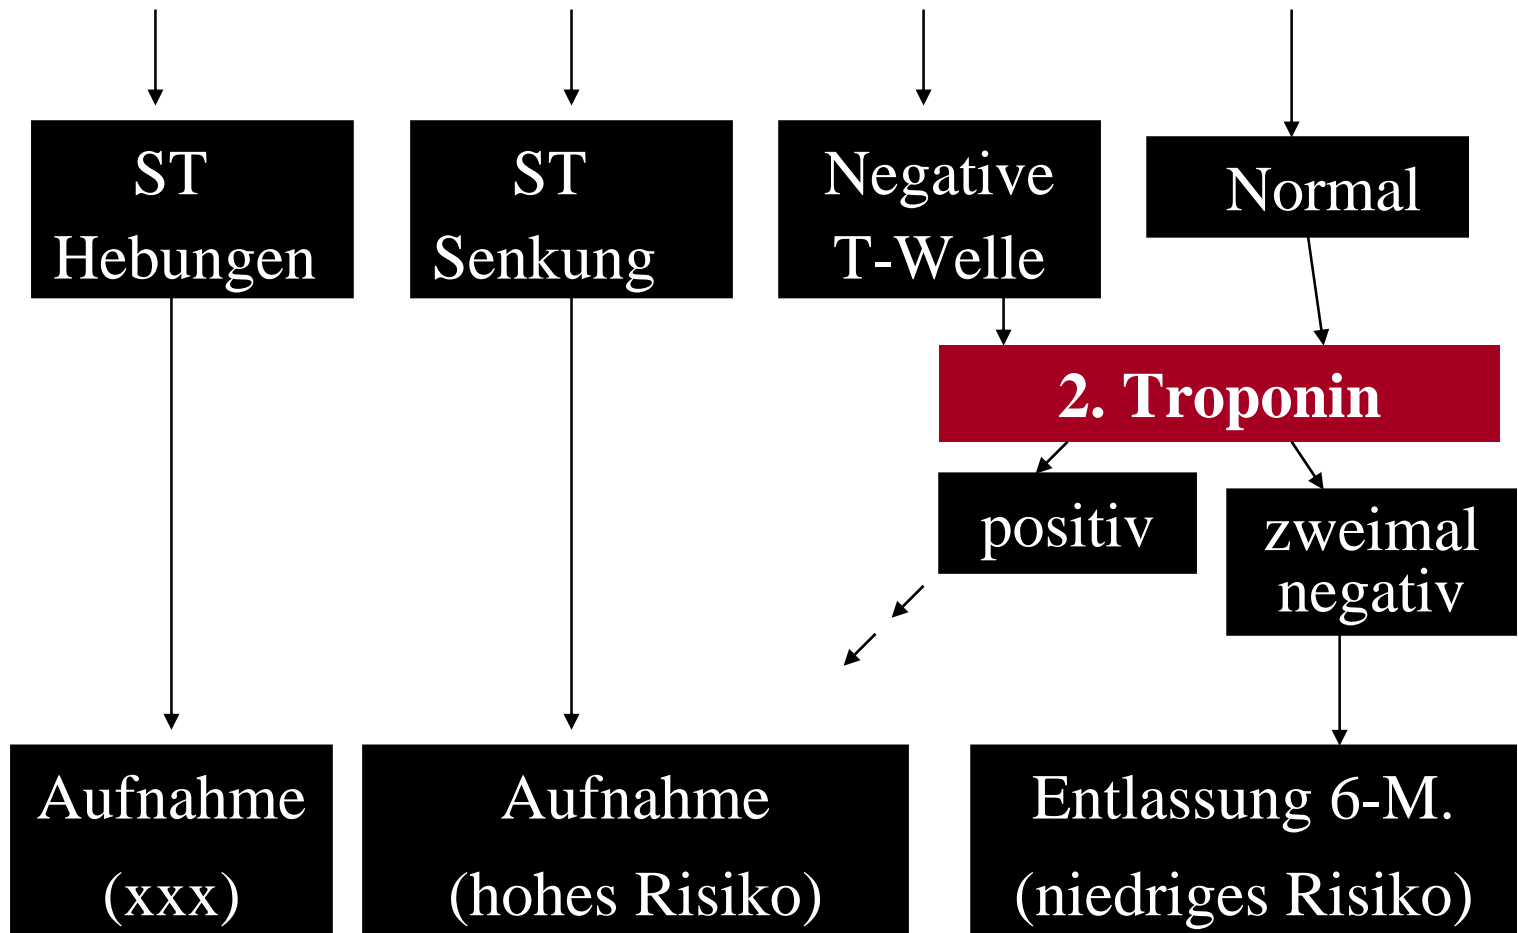 ST
Hebungen
ST
Senkung
Negative
T-Welle
Normal
2. Troponin
positiv
zweimal
negativ
Aufnahme
(xxx)
Aufnahme
(hohes Risiko)
Entlassung 6-M.
(niedriges Risiko)